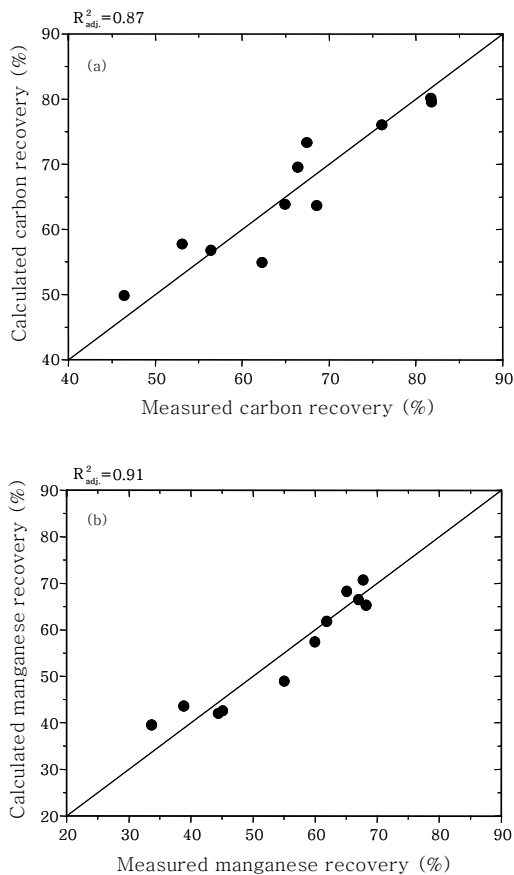 R²adj.=0.87
90
(a)
80
70
60
50
40
40 50 60 70 80 90
Calculated carbon recovery (%)
Measured carbon recovery (%)
R²adj.=0.91
90
(b)
80
70
60
50
40
30
20
20 30 40 50 60 70 80 90
Calculated manganese recovery (%)
Measured manganese recovery (%)